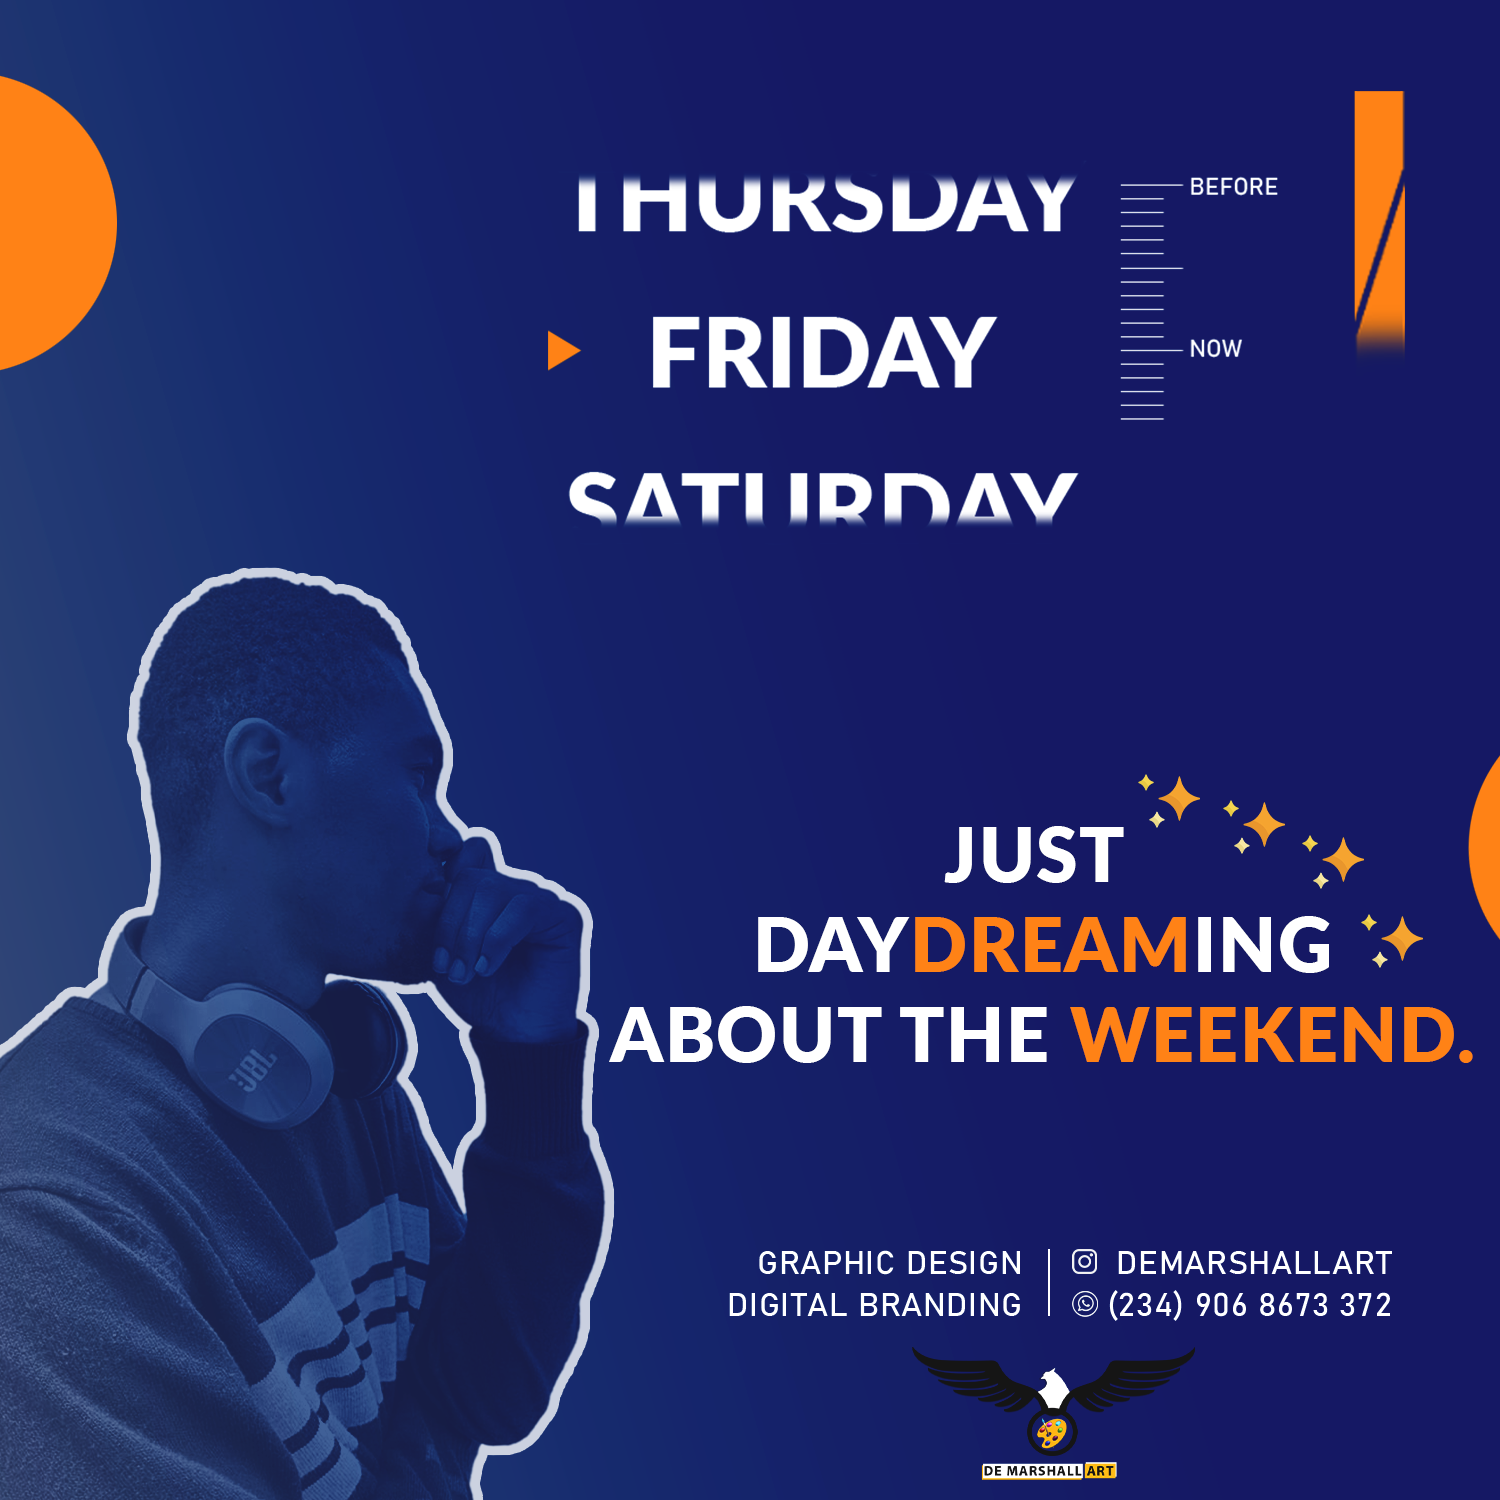 THURSDAY
BEFORE
FRIDAY
NOW
SATURDAY
JUST
DAYDREAMING
ABOUT THE WEEKEND.
JBL
GRAPHIC DESIGN
DIGITAL BRANDING
DEMARSHALLART
(234) 906 8673 372
DE MARSHALL ART